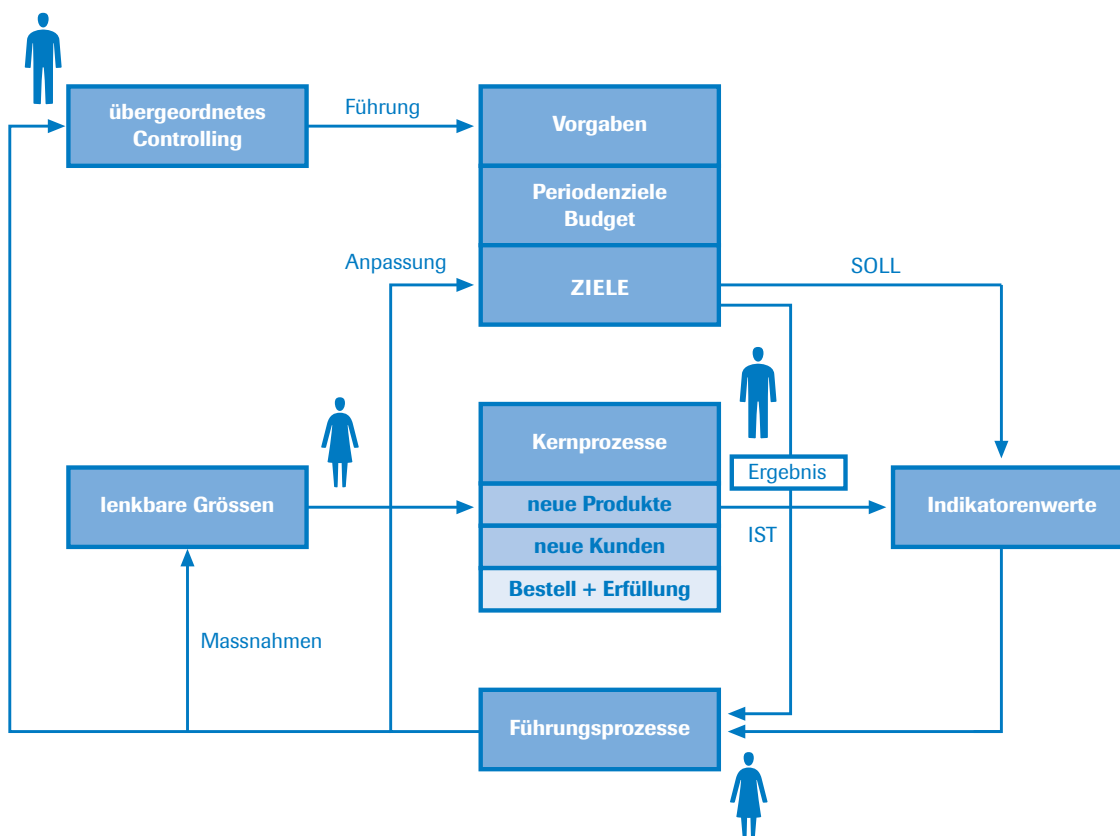 übergeordnetes
Controlling
Führung
Vorgaben
Periodenziele
Budget
Anpassung
ZIELE
SOLL
Kernprozesse
Ergebnis
lenkbare Grössen
neue Produkte
IST
Indikatorenwerte
neue Kunden
Bestell + Erfüllung
Massnahmen
Führungsprozesse